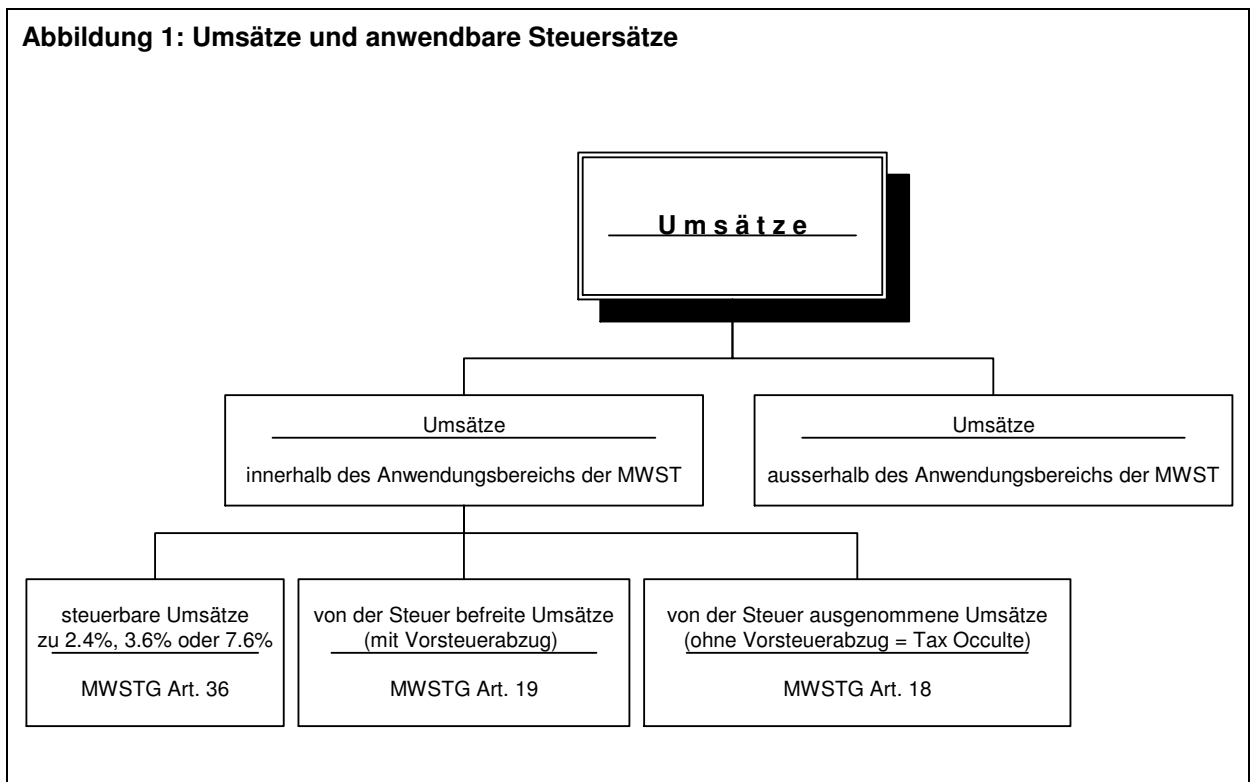 Abbildung 1: Umsätze und anwendbare Steuersätze
Umsätze
Umsätze
innerhalb des Anwendungsbereichs der MWST
Umsätze
ausserhalb des Anwendungsbereichs der MWST
steuerbare Umsätze
zu 2.4%, 3.6% oder 7.6%
MWSTG Art. 36
von der Steuer befreite Umsätze
(mit Vorsteuerabzug)
MWSTG Art. 19
von der Steuer ausgenommene Umsätze
(ohne Vorsteuerabzug = Tax Occulte)
MWSTG Art. 18